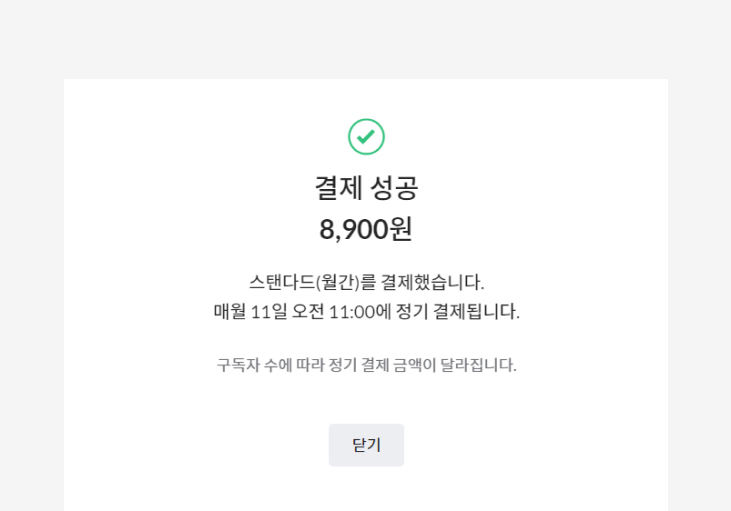 결제 성공
8,900원
스탠다드(월간)를 결제했습니다.
매월 11일 오전 11:00에 정기 결제됩니다.
구독자 수에 따라 정기 결제 금액이 달라집니다.
닫기